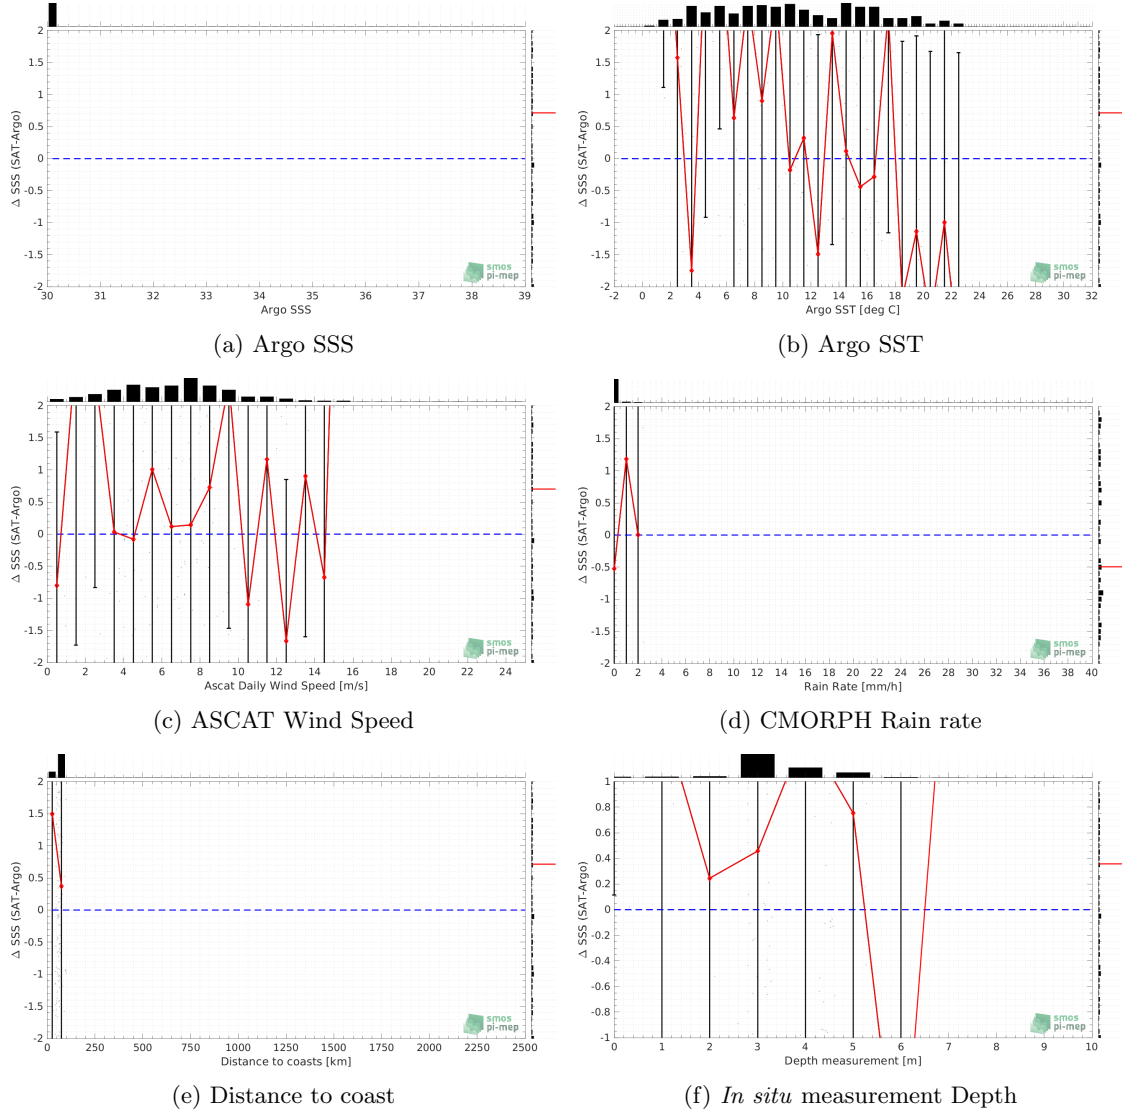 2
1.5
1
0.5
0
-0.5
-1
-1.5
-2
Δ SSS (SAT-Argo)
30 31 32 33 34 35 36 37 38 39
Argo SSS
smos
pi-mep
(a) Argo SSS
2
1.5
1
0.5
0
-0.5
-1
-1.5
-2
Δ SSS (SAT-Argo)
-2 0 2 4 6 8 10 12 14 16 18 20 22 24 26 28 30 32
Argo SST [deg C]
smos
pi-mep
(b) Argo SST
2
1.5
1
0.5
0
-0.5
-1
-1.5
-2
Δ SSS (SAT-Argo)
0 2 4 6 8 10 12 14 16 18 20 22 24
Ascat Daily Wind Speed [m/s]
smos
pi-mep
(c) ASCAT Wind Speed
2
1.5
1
0.5
0
-0.5
-1
-1.5
-2
Δ SSS (SAT-Argo)
0 2 4 6 8 10 12 14 16 18 20 22 24 26 28 30 32 34 36 38 40
Rain Rate [mm/h]
smos
pi-mep
(d) CMORPH Rain rate
2
1.5
1
0.5
0
-0.5
-1
-1.5
-2
Δ SSS (SAT-Argo)
0 250 500 750 1000 1250 1500 1750 2000 2250 2500
Distance to coasts [km]
smos
pi-mep
(e) Distance to coast
1
0.8
0.6
0.4
0.2
0
-0.2
-0.4
-0.6
-0.8
-1
Δ SSS (SAT-Argo)
0 1 2 3 4 5 6 7 8 9 10
Depth measurement [m]
smos
pi-mep
(f) In situ measurement Depth